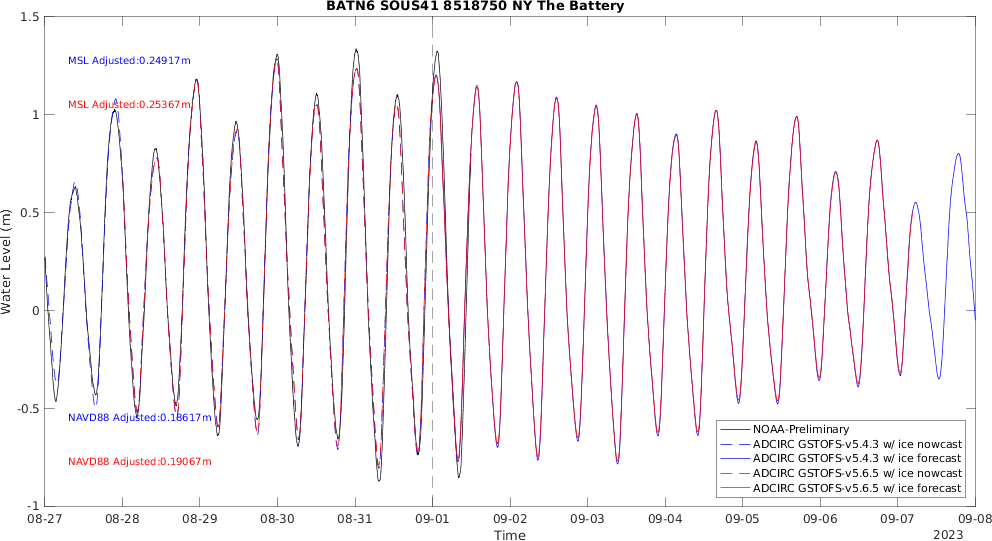 BATN6 SOUS41 8518750 NY The Battery
1.5
MSL Adjusted:0.24917m
MSL Adjusted:0.25367m
1
0.5
Water Level (m)
0
-0.5
NAVD88 Adjusted:0.18617m
NAVD88 Adjusted:0.19067m
-1
NOAA-Preliminary
ADCIRC GSTOFS-v5.4.3 w/ ice nowcast
ADCIRC GSTOFS-v5.4.3 w/ ice forecast
ADCIRC GSTOFS-v5.6.5 w/ ice nowcast
ADCIRC GSTOFS-v5.6.5 w/ ice forecast
08-27 08-28 08-29 08-30 08-31 09-01 09-02 09-03 09-04 09-05 09-06 09-07 09-08
Time
2023